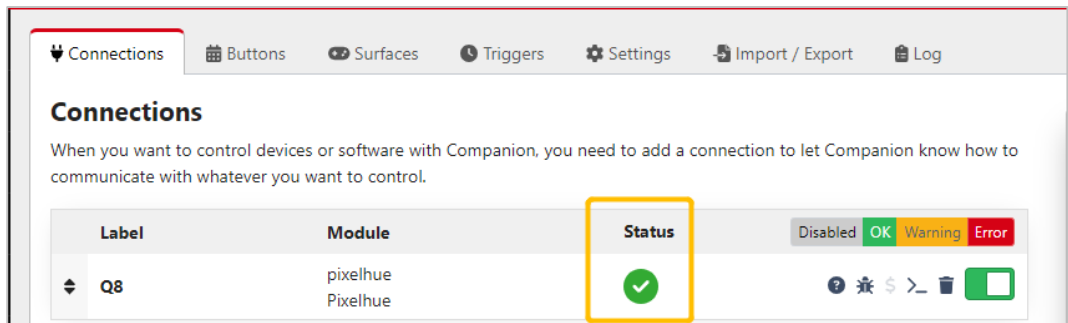 Connections Buttons Surfaces Triggers Settings Import / Export Log
Connections
When you want to control devices or software with Companion, you need to add a connection to let Companion know how to
communicate with whatever you want to control.
Label Module Status Disabled OK Warning Error
Q8 pixelhue
Pixelhue